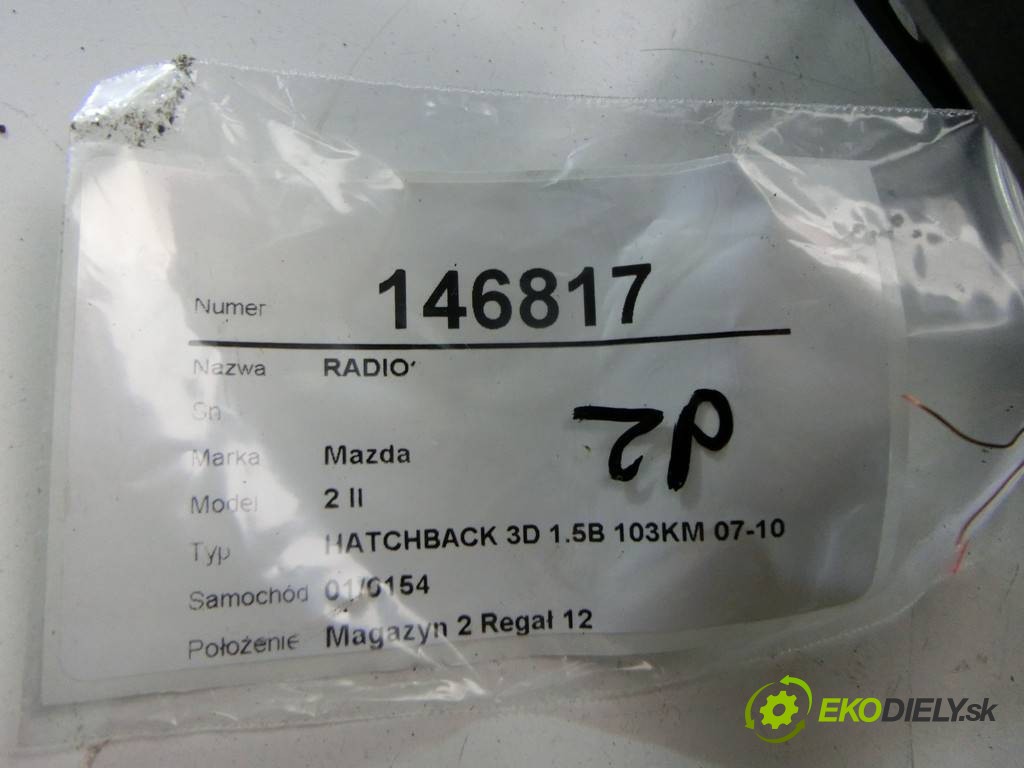 Numer 146817
Nazwa RADIO'
Sn
Marka Mazda
Model 2 II
Typ HATCHBACK 3D 1.5B 103KM 07-10
Samochód 01/0154
Położenie Magazyn 2 Regał 12
EKODIELY.sk